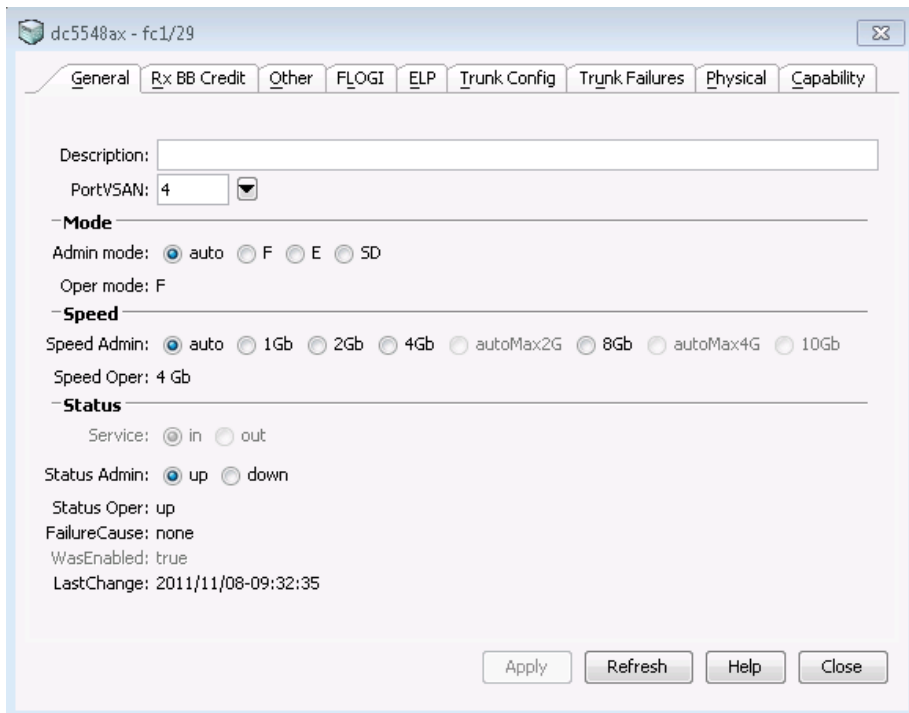 dc5548ax - fc1/29
General Rx BB Credit Other FLOGI ELP Trunk Config Trunk Failures Physical Capability
Description:
PortVSAN: 4
Mode
Admin mode: auto F E SD
Oper mode: F
Speed
Speed Admin: auto 1Gb 2Gb 4Gb autoMax2G 8Gb autoMax4G 10Gb
Speed Oper: 4 Gb
Status
Service: in out
Status Admin: up down
Status Oper: up
FailureCause: none
WasEnabled: true
LastChange: 2011/11/08-09:32:35
Apply Refresh Help Close